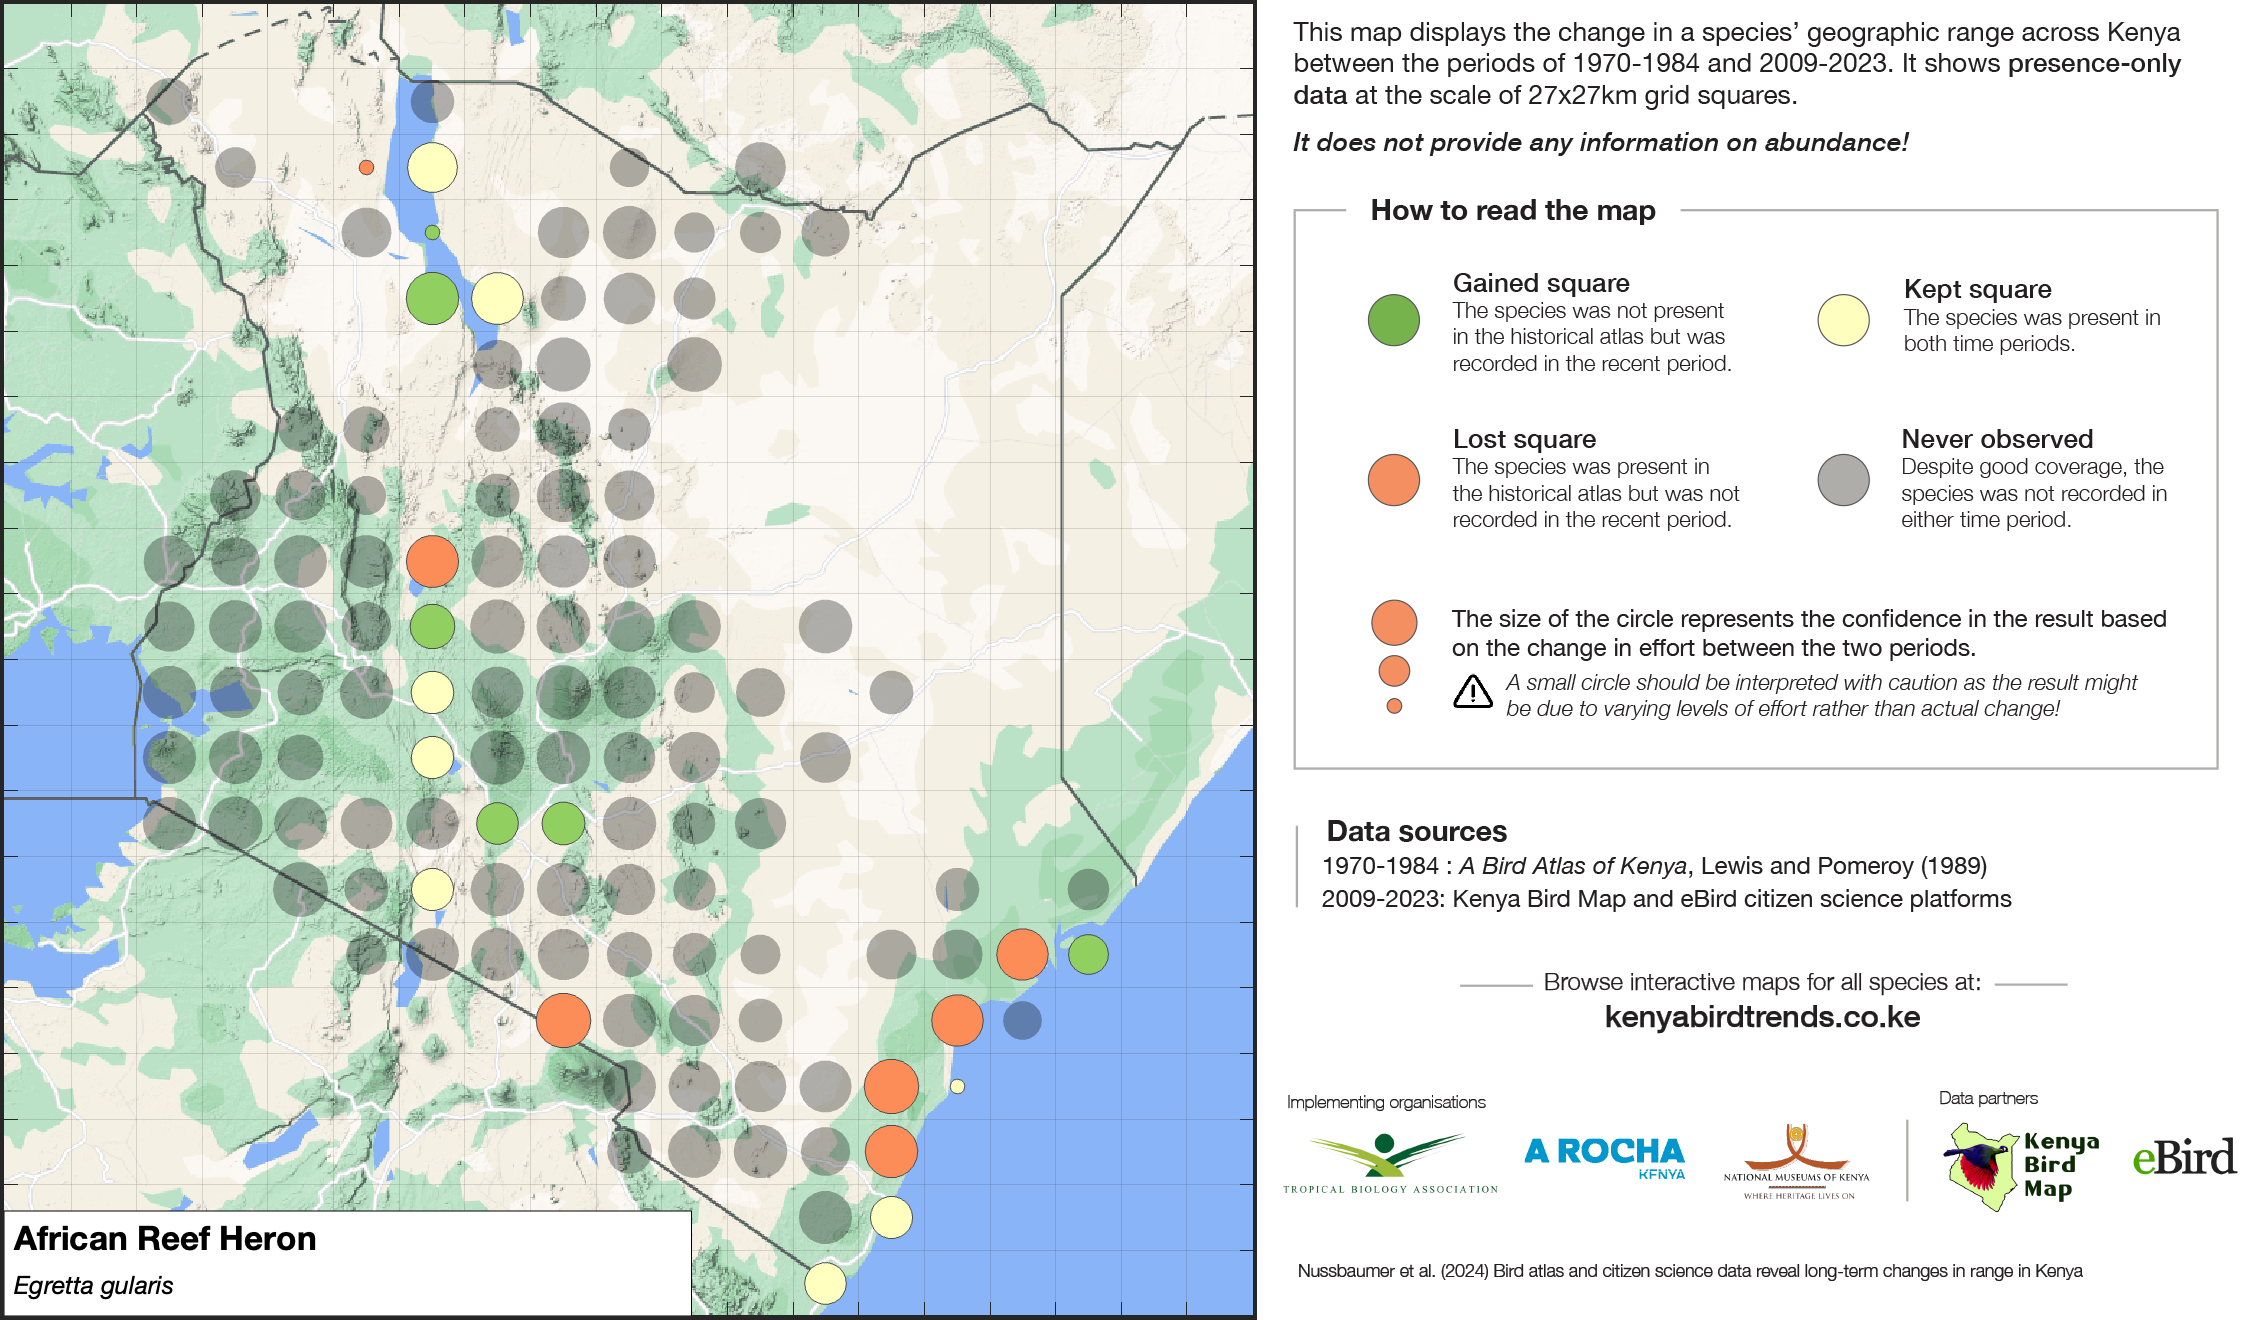 This map displays the change in a species’ geographic range across Kenya
between the periods of 1970-1984 and 2009-2023. It shows presence-only
data at the scale of 27x27km grid squares.
It does not provide any information on abundance!
How to read the map
Gained square
The species was not present
in the historical atlas but was
recorded in the recent period.
Kept square
The species was present in
both time periods.
Lost square
The species was present in
the historical atlas but was not
recorded in the recent period.
Never observed
Despite good coverage, the
species was not recorded in
either time period.
The size of the circle represents the confidence in the result based
on the change in effort between the two periods.
A small circle should be interpreted with caution as the result might
be due to varying levels of effort rather than actual change!
Data sources
1970-1984 : A Bird Atlas of Kenya, Lewis and Pomeroy (1989)
2009-2023: Kenya Bird Map and eBird citizen science platforms
Browse interactive maps for all species at:
kenyabirdtrends.co.ke
Implementing organisations
Data partners
TROPICAL BIOLOGY ASSOCIATION
A ROCHA
KENYA
NATIONAL MUSEUMS OF KENYA
WHERE HERITAGE LIVES ON
Kenya
Bird
Map
eBird
African Reef Heron
Egretta gularis
Nussbaumer et al. (2024) Bird atlas and citizen science data reveal long-term changes in range in Kenya